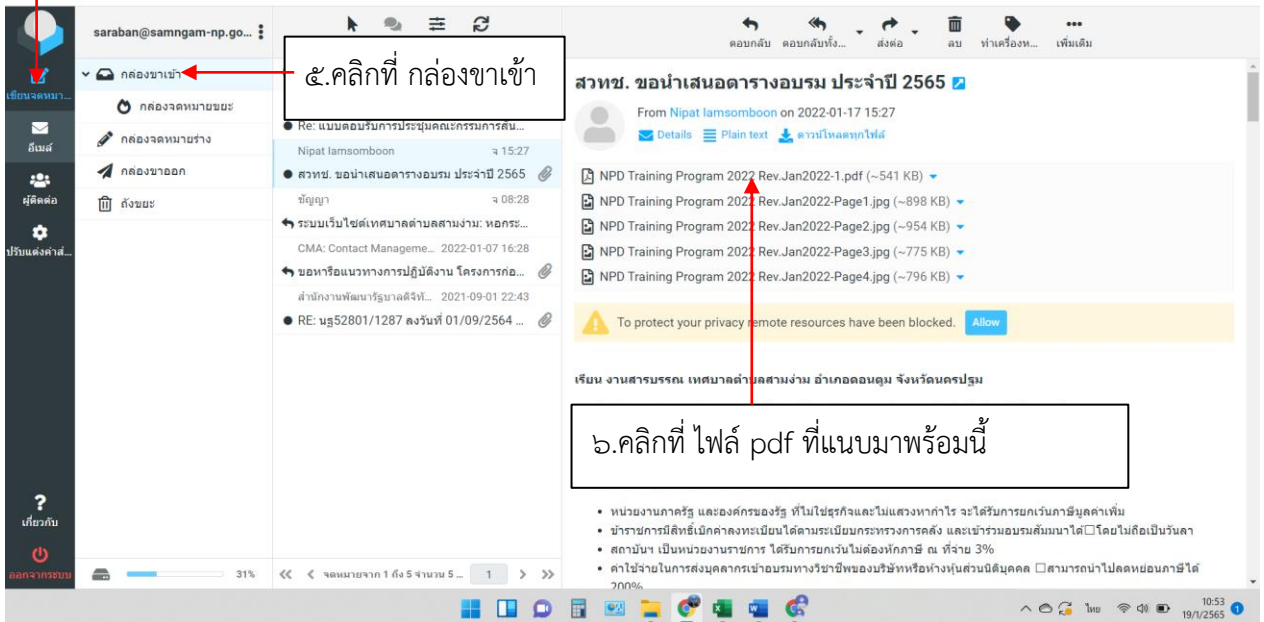 saraban@samngam-np.go...
เขียนจดหมา...
อีเมล์
ผู้ติดต่อ
ปรับแต่งค่าส่...
?
เกี่ยวกับ
ออกจากระบบ
กล่องขาเข้า
กล่องจดหมายขยะ
กล่องจดหมายร่าง
กล่องขาออก
ถังขยะ
31%
๕.คลิกที่ กล่องขาเข้า
Re: แบบตอบรับการประชุมคณะกรรมการสัน...
Nipat Iamsomboon จ 15:27
สวทช. ขอนำเสนอตารางอบรม ประจำปี 2565
ขัญญา จ 08:28
ระบบเว็บไซต์เทศบาลตำบลสามง่าม: หอกระ...
CMA: Contact Manageme... 2022-01-07 16:28
ขอหารือแนวทางการปฏิบัติงาน โครงการก่อ...
สำนักงานพัฒนารัฐบาลดิจิทั... 2021-09-01 22:43
RE: นฐ52801/1287 ลงวันที่ 01/09/2564 ...
จดหมายจาก 1 ถึง 5 จำนวน 5 ... 1
ตอบกลับ ตอบกลับทั้ง... ส่งต่อ ลบ ทำเครื่องห... เพิ่มเติม
สวทช. ขอนำเสนอตารางอบรม ประจำปี 2565
From Nipat Iamsomboon on 2022-01-17 15:27
Details Plain text ดาวน์โหลดทุกไฟล์
NPD Training Program 2022 Rev.Jan2022-1.pdf (~541 KB)
NPD Training Program 2022 Rev.Jan2022-Page1.jpg (~898 KB)
NPD Training Program 2022 Rev.Jan2022-Page2.jpg (~954 KB)
NPD Training Program 2022 Rev.Jan2022-Page3.jpg (~775 KB)
NPD Training Program 2022 Rev.Jan2022-Page4.jpg (~796 KB)
To protect your privacy remote resources have been blocked. Allow
เรียน งานสารบรรณ เทศบาลตำบลสามง่าม อำเภอดอนตูม จังหวัดนครปฐม
๖.คลิกที่ ไฟล์ pdf ที่แนบมาพร้อมนี้
• หน่วยงานภาครัฐ และองค์กรของรัฐ ที่ไม่ใช่ธุรกิจและไม่แสวงหากำไร จะได้รับการยกเว้นภาษีมูลค่าเพิ่ม
• ข้าราชการมีสิทธิ์เบิกค่าลงทะเบียนได้ตามระเบียบกระทรวงการคลัง และเข้าร่วมอบรมสัมมนาได้□โดยไม่ถือเป็นวันลา
• สถาบันฯ เป็นหน่วยงานราชการ ได้รับการยกเว้นไม่ต้องหักภาษี ณ ที่จ่าย 3%
• ค่าใช้จ่ายในการส่งบุคลากรเข้าอบรมทางวิชาชีพของบริษัทหรือห้างหุ้นส่วนนิติบุคคล □สามารถนำไปลดหย่อนภาษีได้
200%
ไทย
10:53
19/1/2565
1